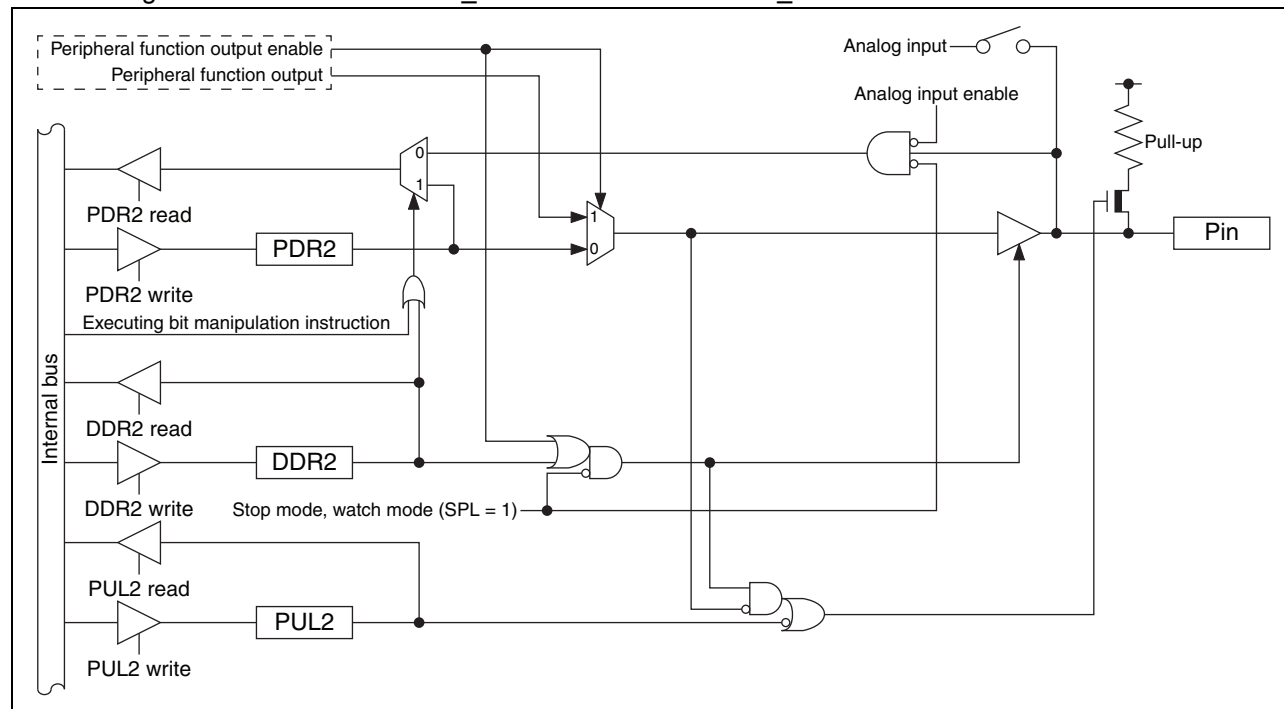 Peripheral function output enable
Peripheral function output
Analog input
Analog input enable
Pull-up
0
1
PDR2 read
1
0
Pin
PDR2
PDR2 write
Executing bit manipulation instruction
Internal bus
DDR2 read
DDR2
DDR2 write
Stop mode, watch mode (SPL = 1)
PUL2 read
PUL2
PUL2 write